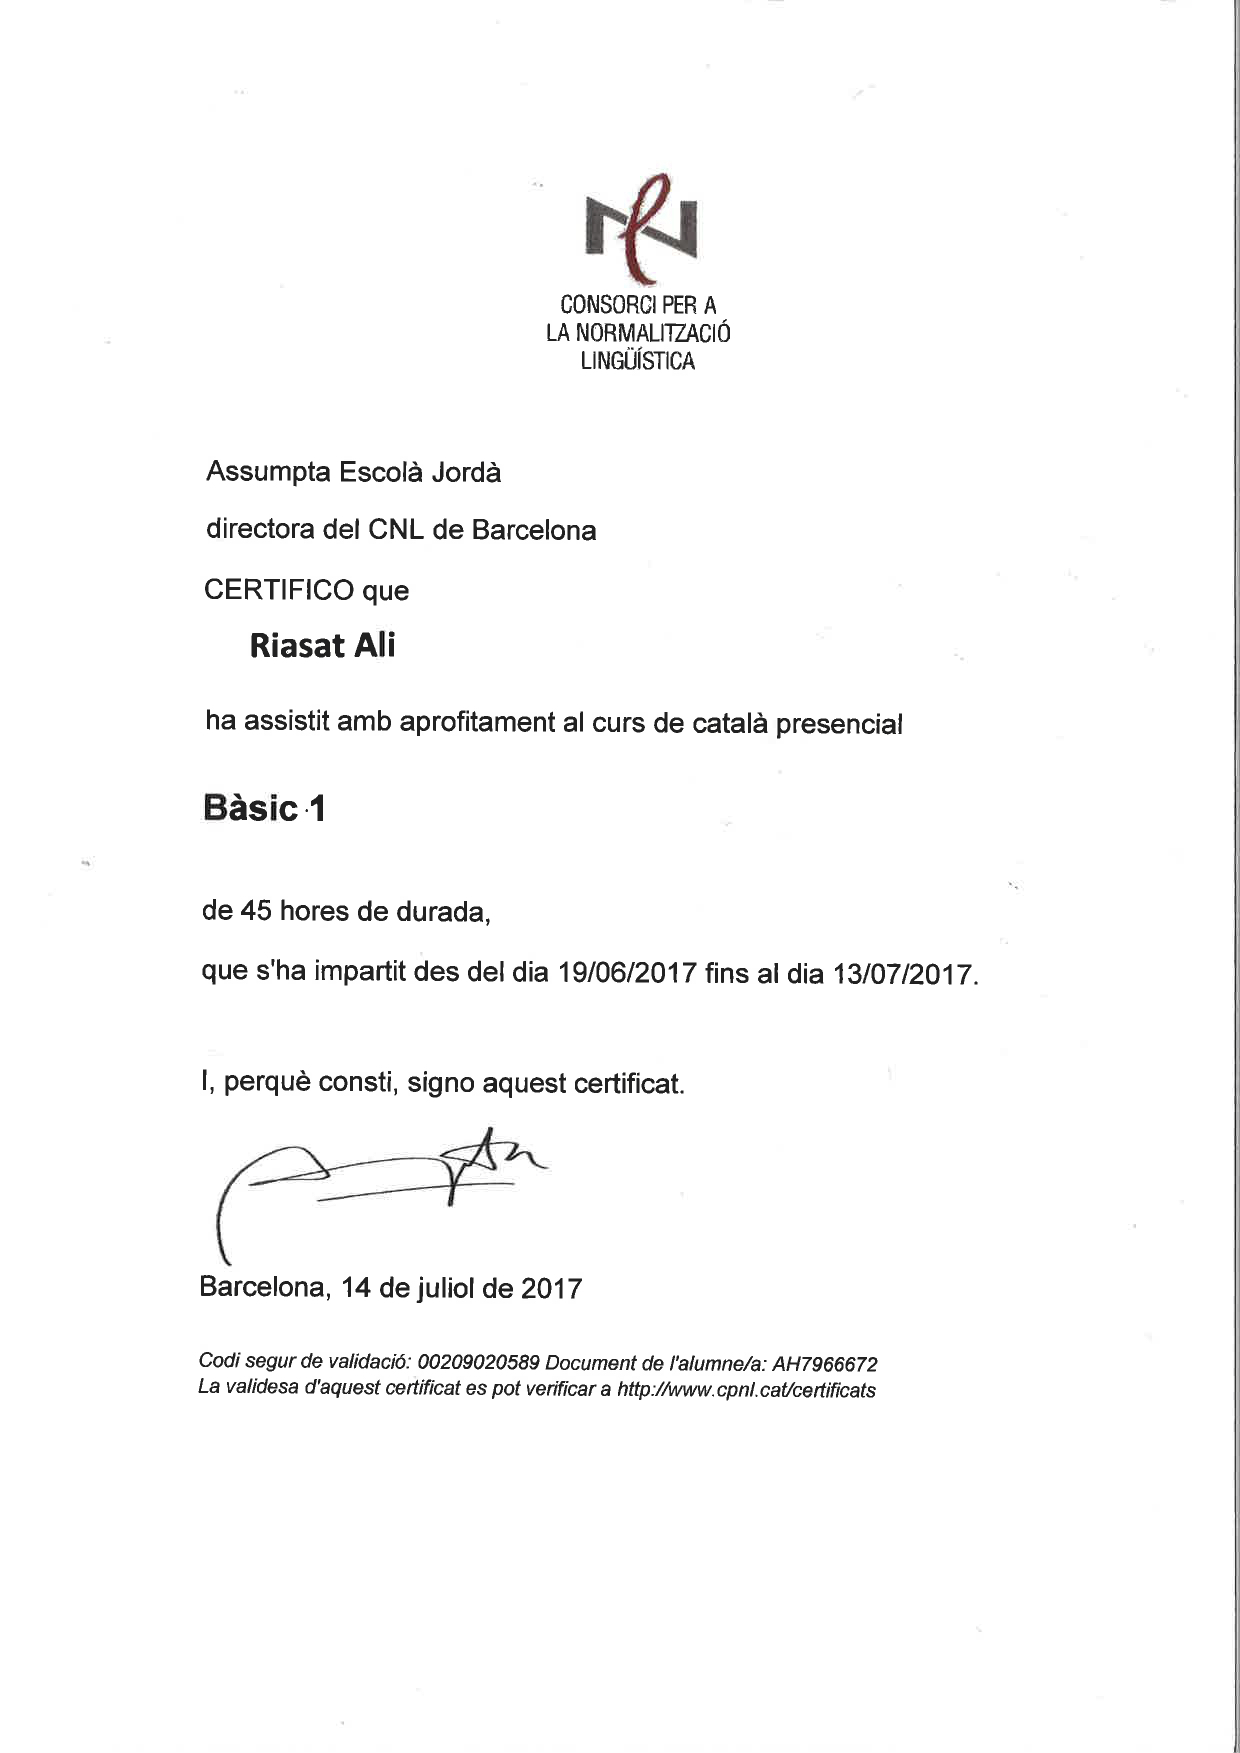 CONSORCI PER A
LA NORMALITZACIÓ
LINGÜÍSTICA
Assumpta Escolà Jordà
directora del CNL de Barcelona
CERTIFICO que
Riasat Ali
ha assistit amb aprofitament al curs de català presencial
Bàsic 1
de 45 hores de durada,
que s'ha impartit des del dia 19/06/2017 fins al dia 13/07/2017.
I, perquè consti, signo aquest certificat.
Barcelona, 14 de juliol de 2017
Codi segur de validació: 00209020589 Document de l'alumne/a: AH7966672
La validesa d'aquest certificat es pot verificar a http://www.cpnl.cat/certificats